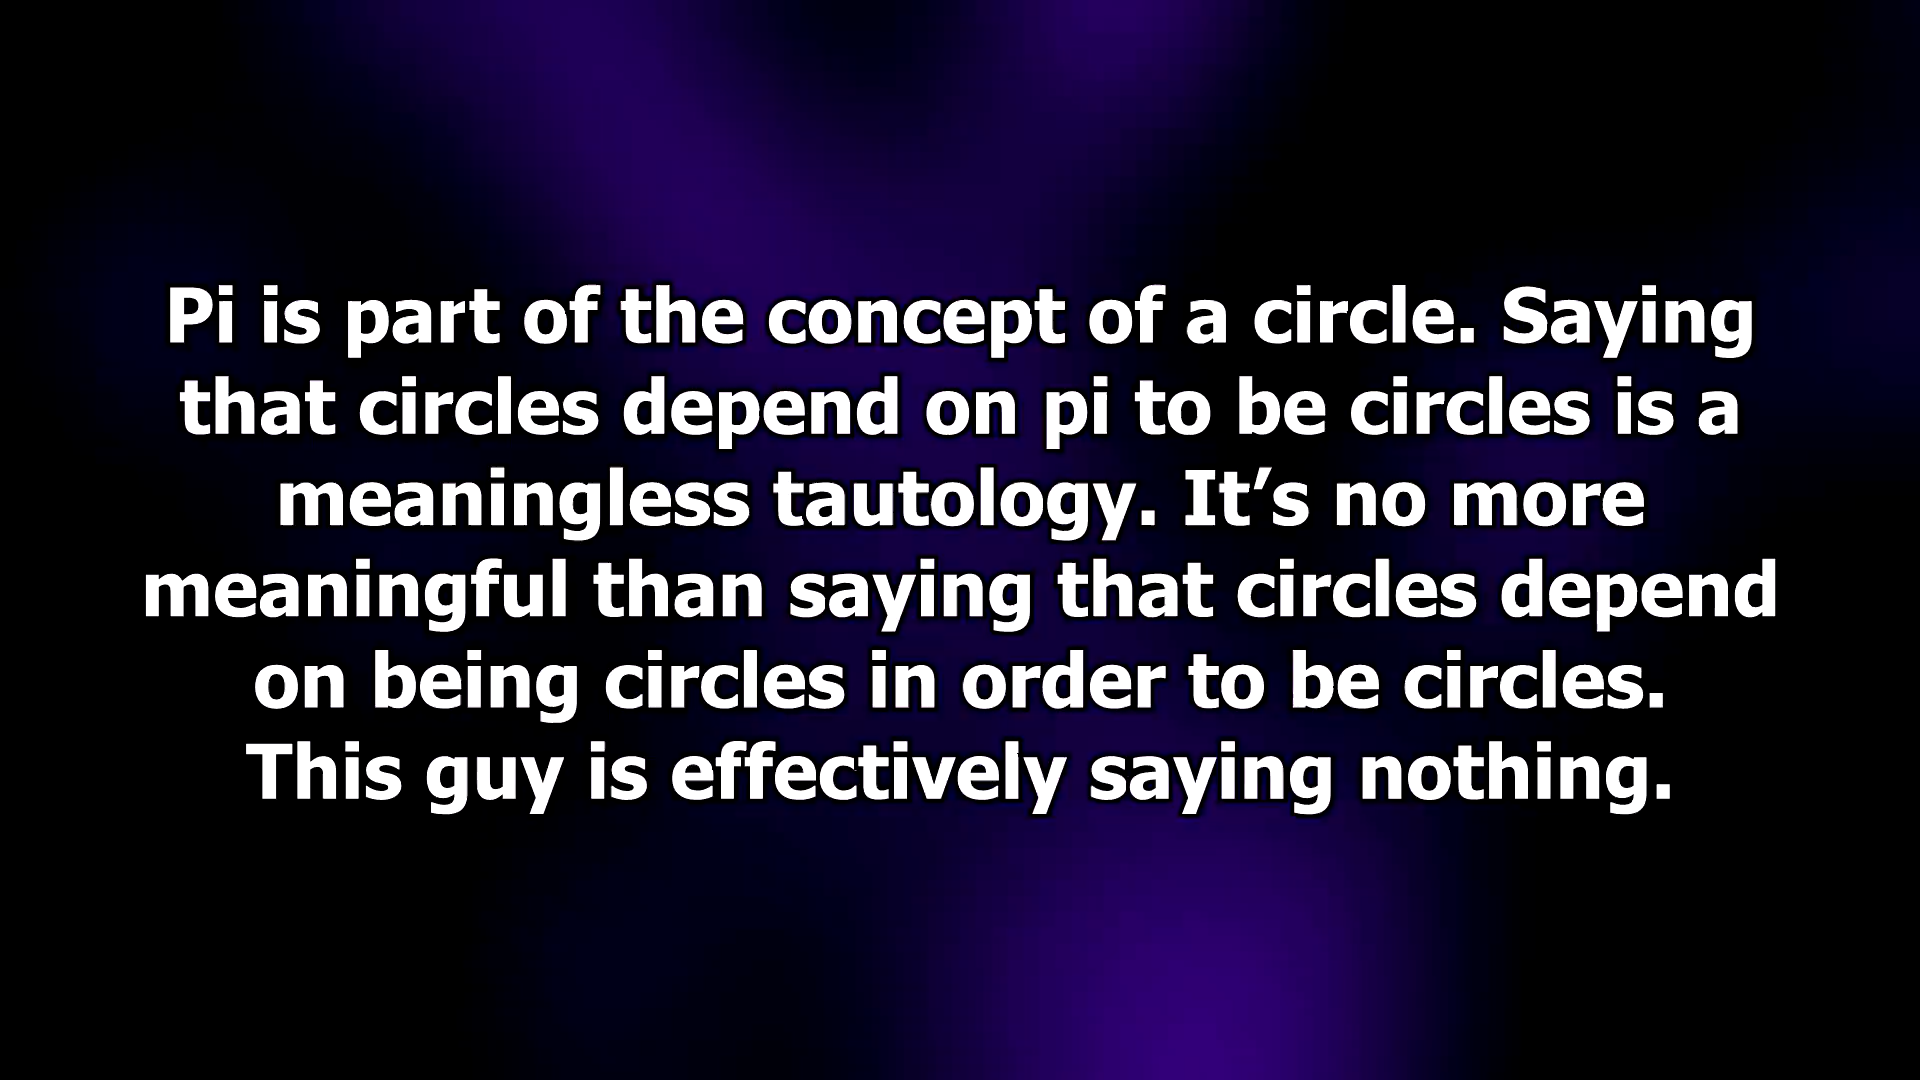 Pi is part of the concept of a circle. Saying
that circles depend on pi to be circles is a
meaningless tautology. It’s no more
meaningful than saying that circles depend
on being circles in order to be circles.
This guy is effectively saying nothing.